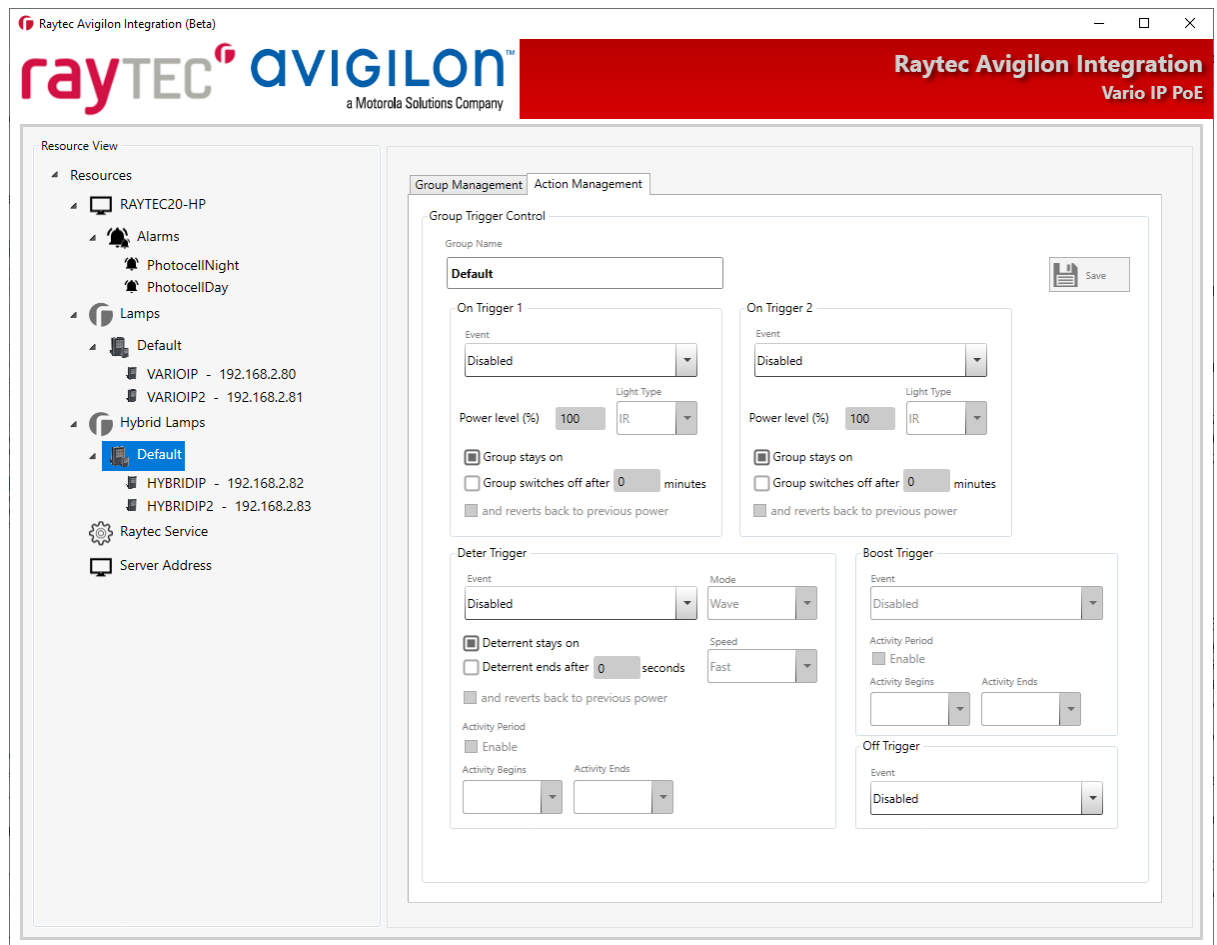 Raytec Avigilon Integration (Beta)
rayTEC
AVIGILON™
a Motorola Solutions Company
Raytec Avigilon Integration
Vario IP PoE
Resource View
Resources
RAYTEC20-HP
Alarms
PhotocellNight
PhotocellDay
Lamps
Default
VARIOIP - 192.168.2.80
VARIOIP2 - 192.168.2.81
Hybrid Lamps
Default
HYBRIDIP - 192.168.2.82
HYBRIDIP2 - 192.168.2.83
Raytec Service
Server Address
Group Management
Action Management
Group Trigger Control
Group Name
Default
Save
On Trigger 1
Event
Disabled
Light Type
Power level (%) 100 IR
Group stays on
Group switches off after 0 minutes
and reverts back to previous power
On Trigger 2
Event
Disabled
Light Type
Power level (%) 100 IR
Group stays on
Group switches off after 0 minutes
and reverts back to previous power
Deter Trigger
Event
Disabled
Mode
Wave
Deterrent stays on
Deterrent ends after 0 seconds
Speed
Fast
and reverts back to previous power
Activity Period
Enable
Activity Begins
Activity Ends
Boost Trigger
Event
Disabled
Activity Period
Enable
Activity Begins
Activity Ends
Off Trigger
Event
Disabled